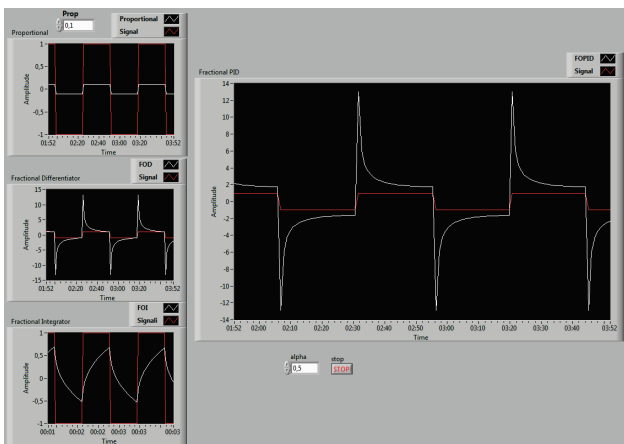 Prop
0,1
Proportional
Signal
Proportional
Amplitude
1
0,5
0
-0,5
-1
01:52 02:20 02:40 03:00 03:20 03:52
Time
FOD
Signal
Fractional Differentiator
Amplitude
15
10
5
0
-5
-10
-15
01:52 02:20 02:40 03:00 03:20 03:52
Time
FOI
Signali
Fractional Integrator
Amplitude
1
0,5
0
-0,5
-1
00:01 00:02 00:02 00:03 00:03
Time
FOPID
Signal
Fractional PID
Amplitude
14
12
10
8
6
4
2
0
-2
-4
-6
-8
-10
-12
-14
01:52 02:00 02:10 02:20 02:30 02:40 02:50 03:00 03:10 03:20 03:30 03:40 03:52
Time
alpha
0,5
stop
STOP